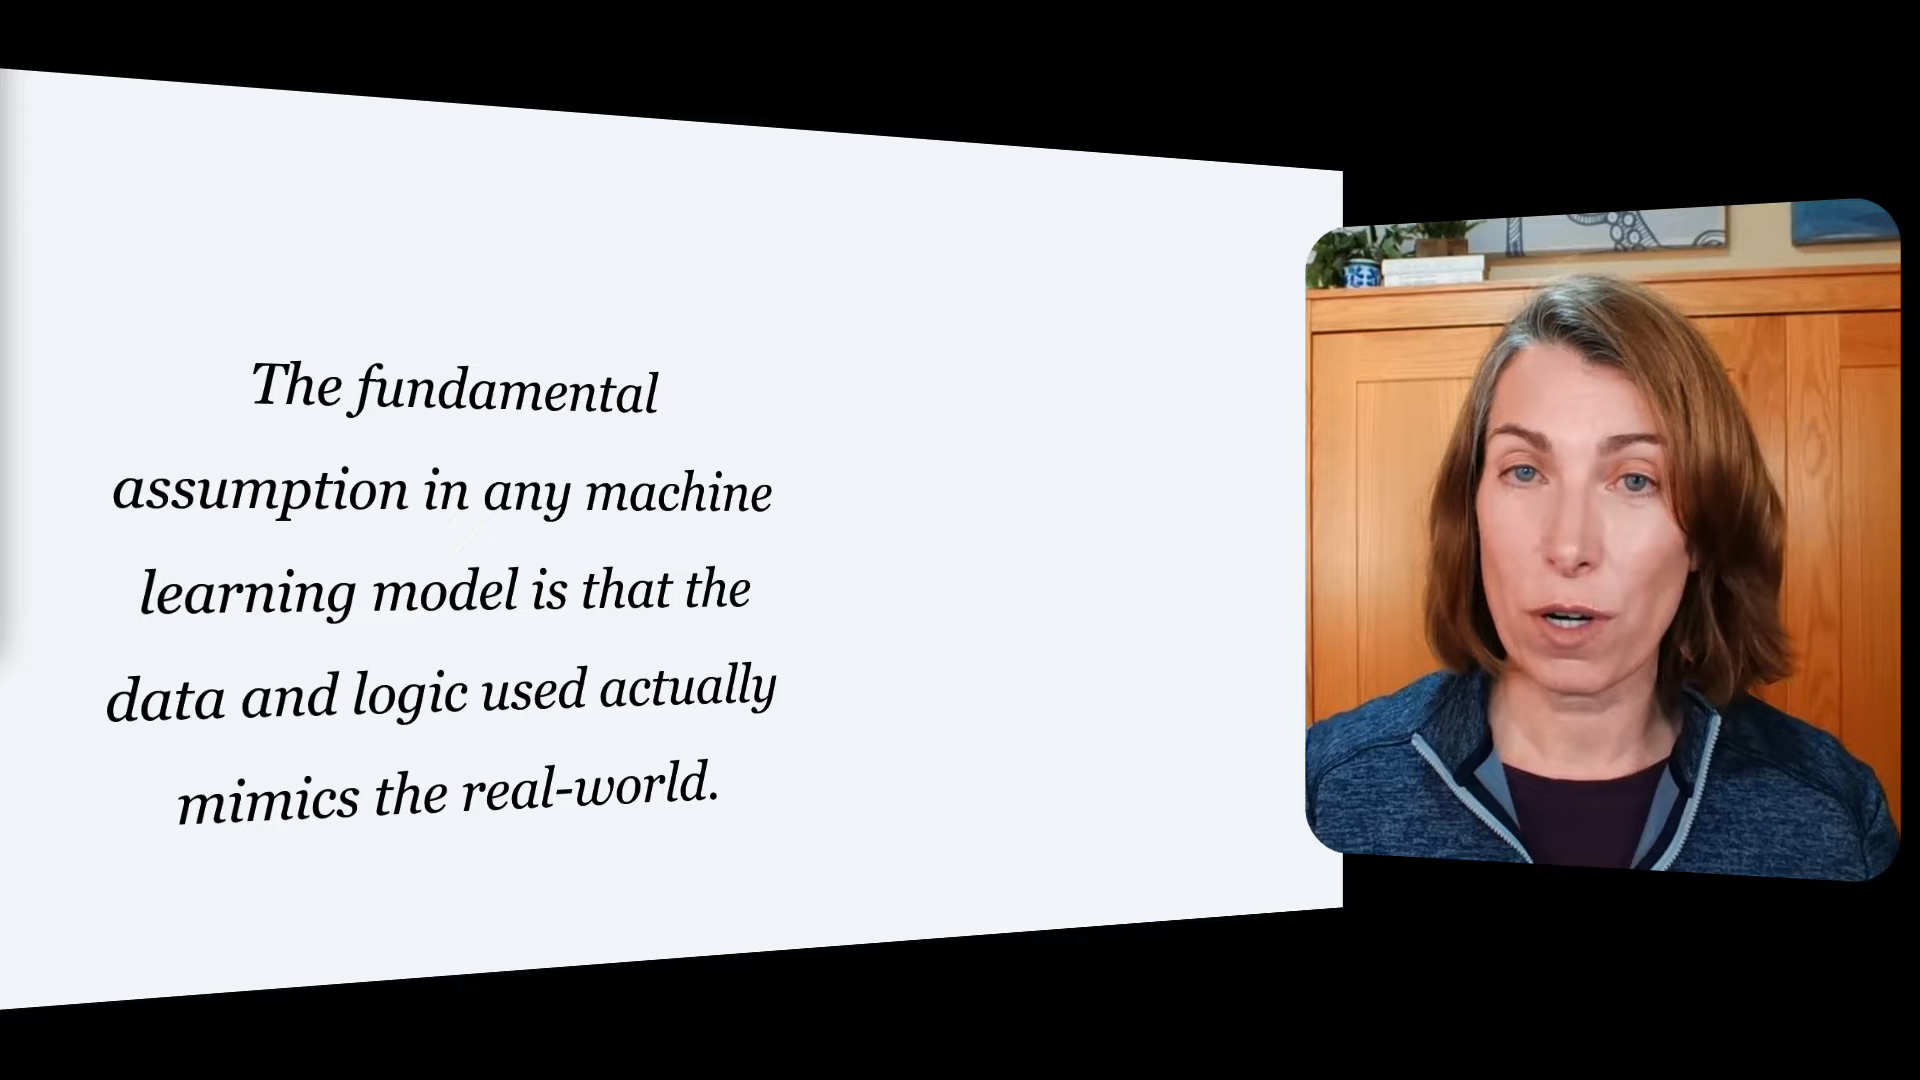 The fundamental
assumption in any machine
learning model is that the
data and logic used actually
mimics the real-world.